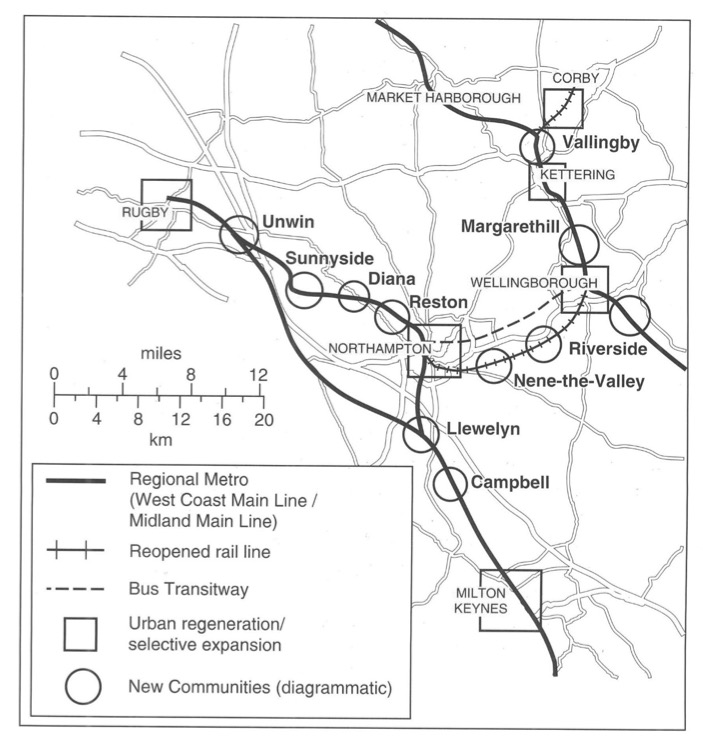 CORBY
MARKET HARBOROUGH
Vallingby
KETTERING
RUGBY
Unwin
Margarethill
Sunnyside
Diana
WELLINGBOROUGH
Reston
NORTHAMPTON
Riverside
Nene-the-Valley
miles
0 4 8 12
0 4 8 12 16 20
km
Llewelyn
Campbell
MILTON
KEYNES
Regional Metro
(West Coast Main Line /
Midland Main Line)
Reopened rail line
Bus Transitway
Urban regeneration/
selective expansion
New Communities (diagrammatic)